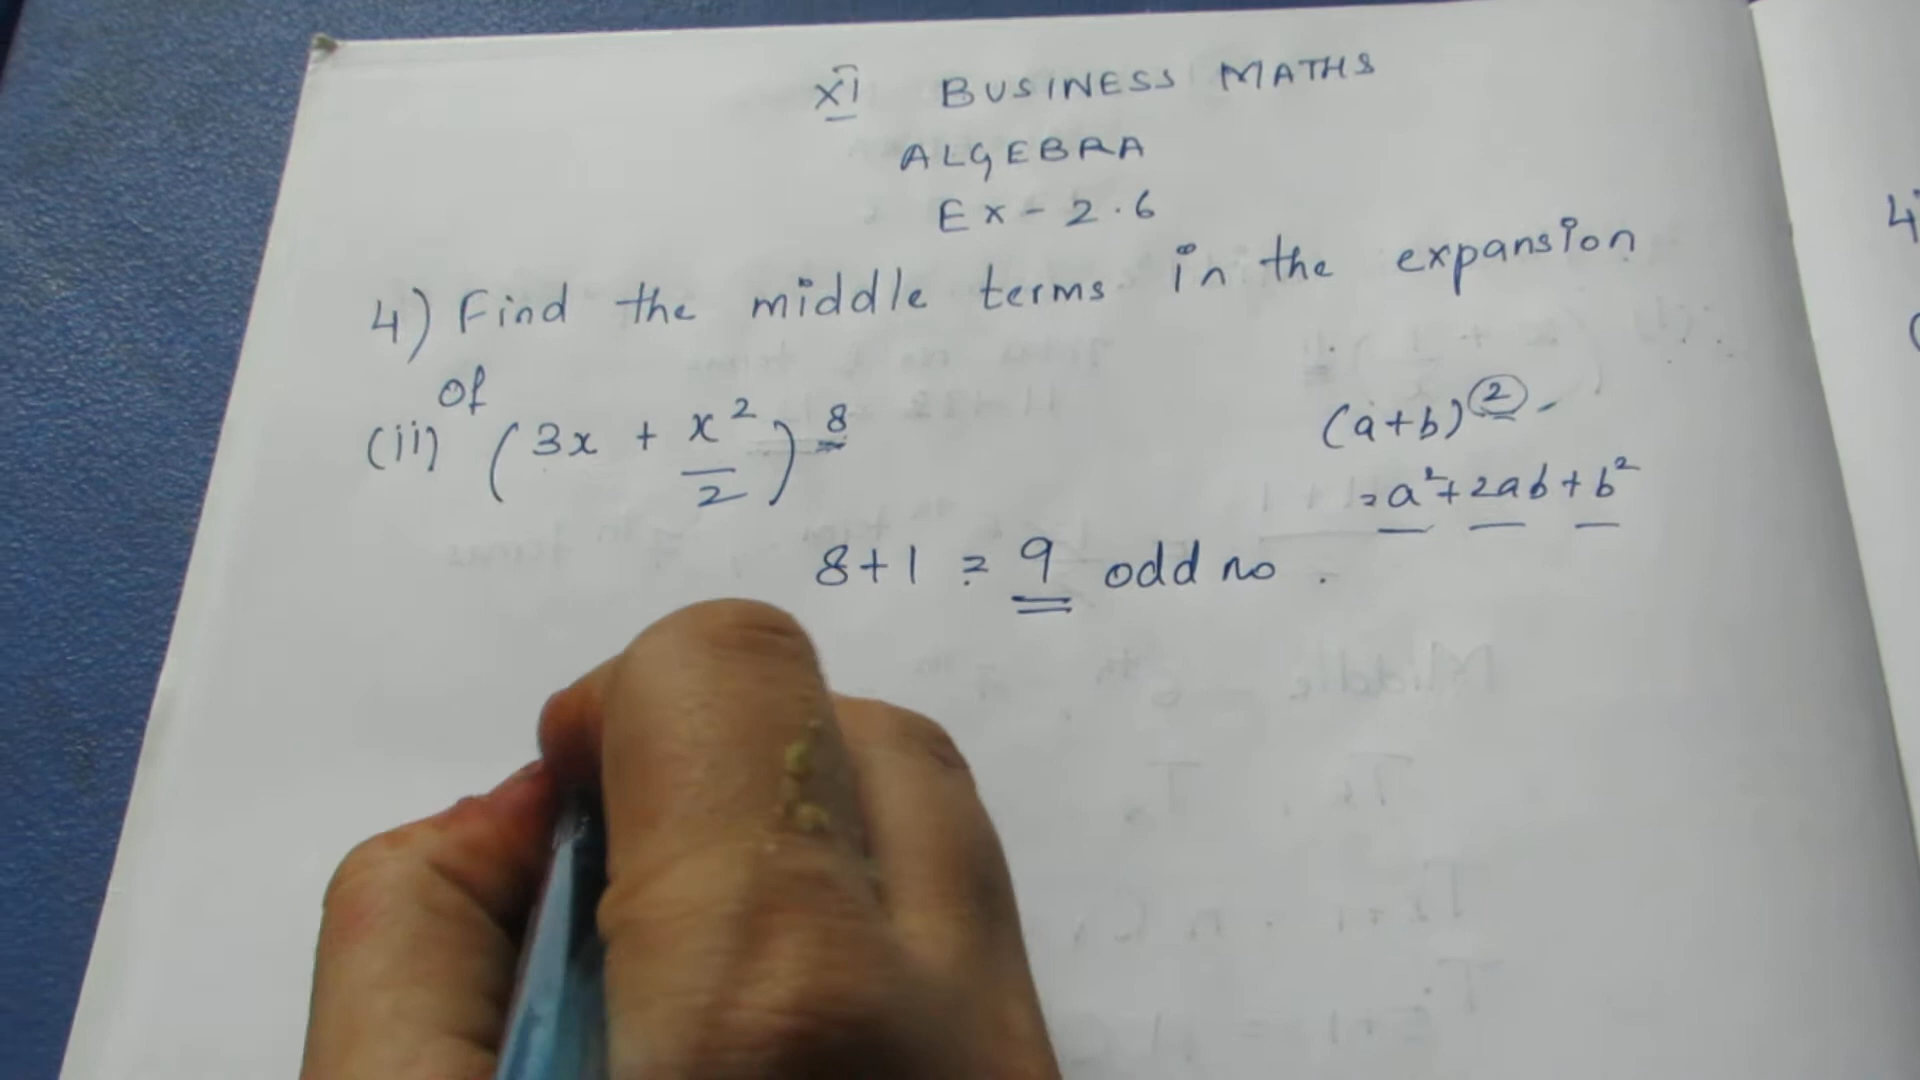 XI BUSINESS MATHS
ALGEBRA
Ex - 2.6
4) Find the middle terms in the expansion
of
(ii) (3x + x²/2)⁸
(a+b)² -
= a² + 2ab + b²
8+1 = 9 odd no.
4
(